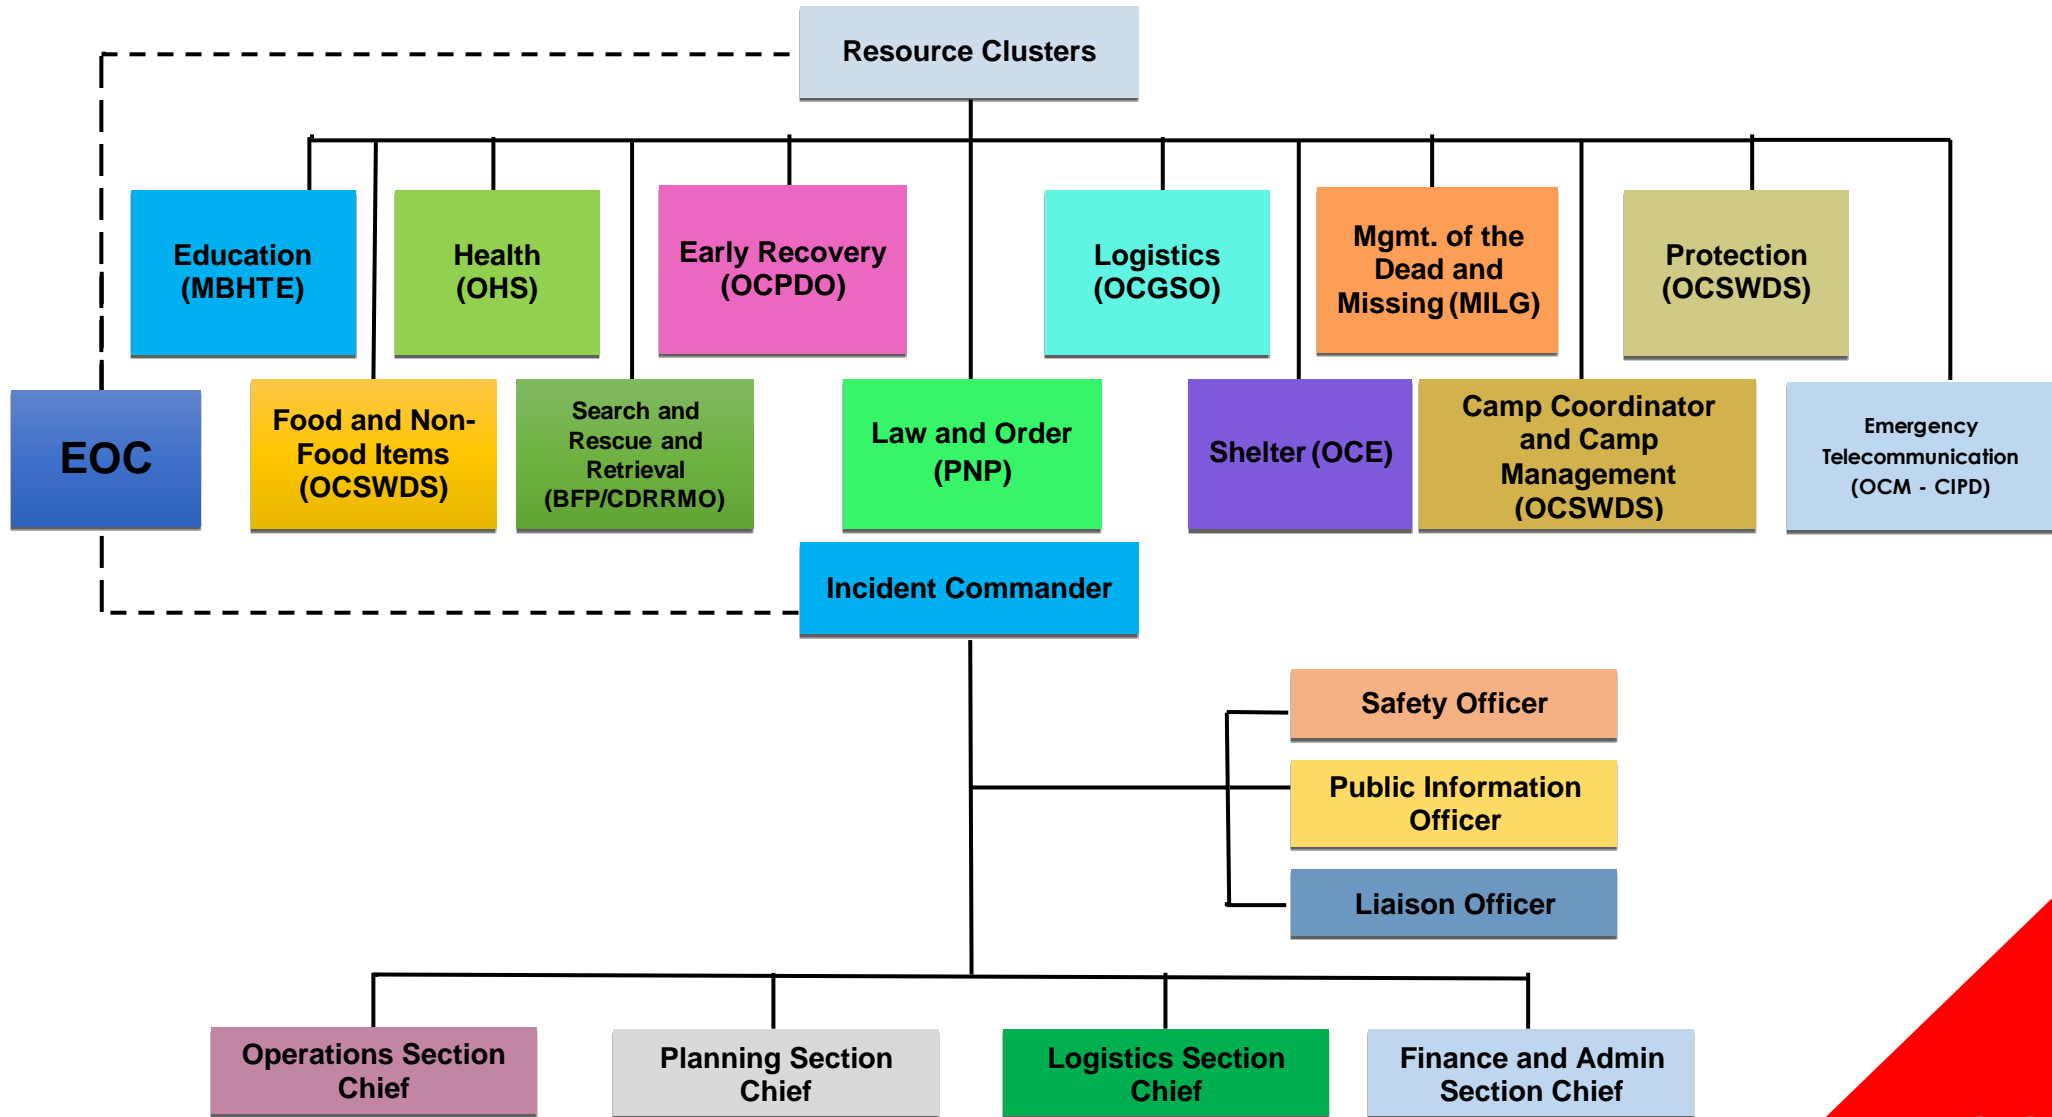 Resource Clusters
Education
(MBHTE)
Health
(OHS)
Early Recovery
(OCPDO)
Logistics
(OCGSO)
Mgmt. of the
Dead and
Missing (MILG)
Protection
(OCSWDS)
EOC
Food and Non-
Food Items
(OCSWDS)
Search and
Rescue and
Retrieval
(BFP/CDRRMO)
Law and Order
(PNP)
Shelter (OCE)
Camp Coordinator
and Camp
Management
(OCSWDS)
Emergency
Telecommunication
(OCM - CIPD)
Incident Commander
Safety Officer
Public Information
Officer
Liaison Officer
Operations Section
Chief
Planning Section
Chief
Logistics Section
Chief
Finance and Admin
Section Chief